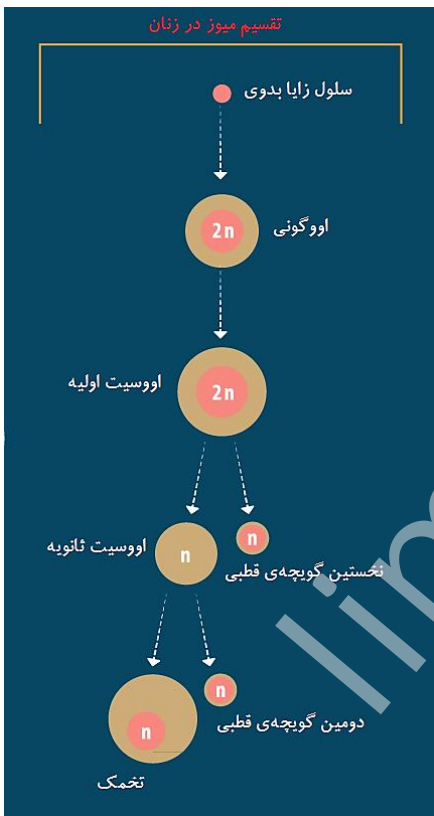 تقسیم میوز در زنان
سلول زایا بدوی
2n
اووگونی
2n
اووسیت اولیه
n
اووسیت ثانویه
n
نخستین گویچه‌ی قطبی
n
دومین گویچه‌ی قطبی
n
تخمک
lim